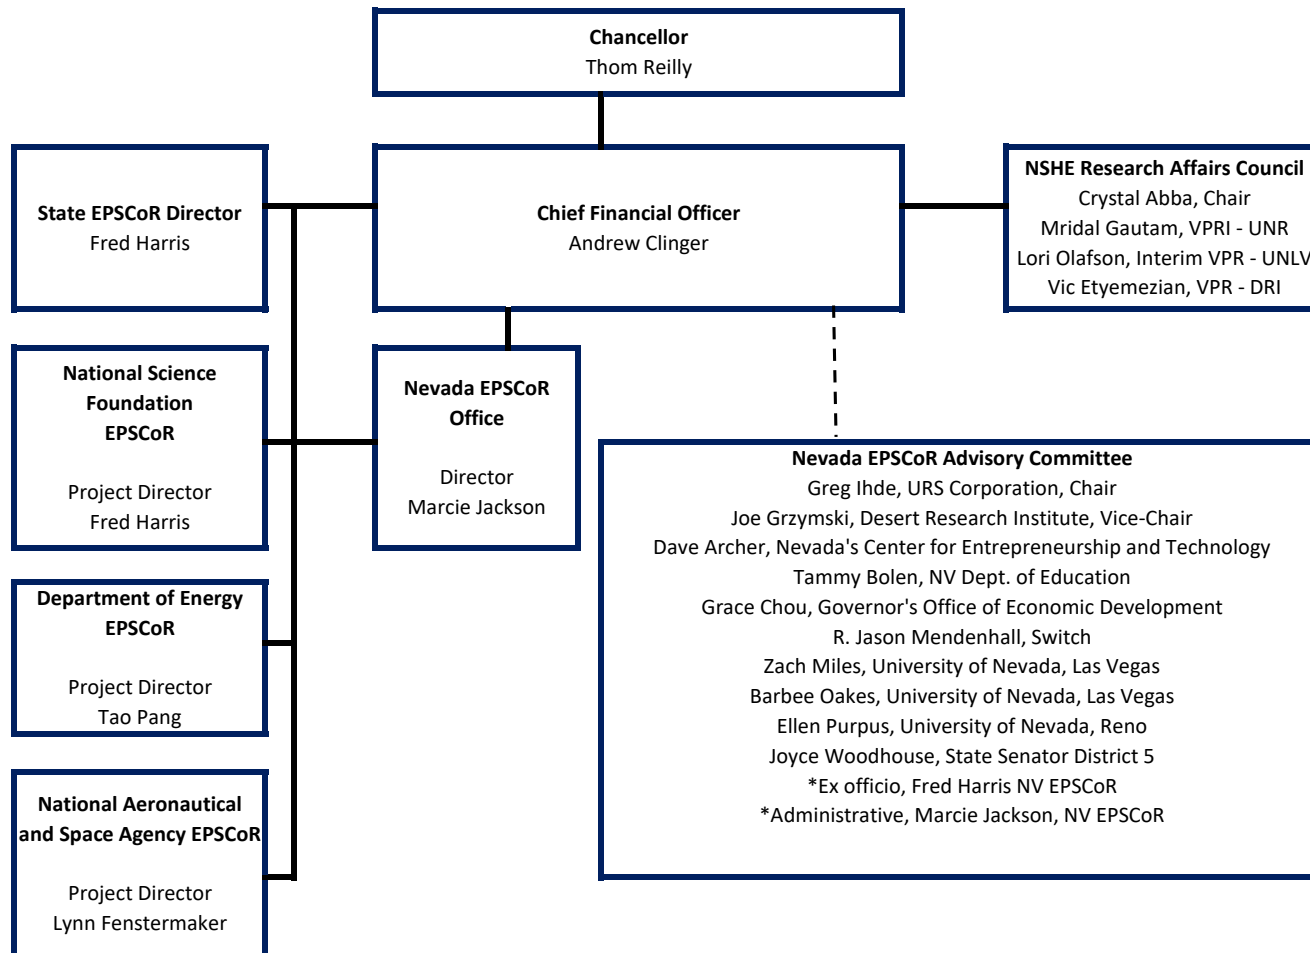 Chancellor
Thom Reilly
State EPSCoR Director
Fred Harris
Chief Financial Officer
Andrew Clinger
NSHE Research Affairs Council
Crystal Abba, Chair
Mridal Gautam, VPRI - UNR
Lori Olafson, Interim VPR - UNLV
Vic Etyemezian, VPR - DRI
National Science
Foundation
EPSCoR
Project Director
Fred Harris
Nevada EPSCoR
Office
Director
Marcie Jackson
Nevada EPSCoR Advisory Committee
Greg Ihde, URS Corporation, Chair
Joe Grzymski, Desert Research Institute, Vice-Chair
Dave Archer, Nevada's Center for Entrepreneurship and Technology
Tammy Bolen, NV Dept. of Education
Grace Chou, Governor's Office of Economic Development
R. Jason Mendenhall, Switch
Zach Miles, University of Nevada, Las Vegas
Barbee Oakes, University of Nevada, Las Vegas
Ellen Purpus, University of Nevada, Reno
Joyce Woodhouse, State Senator District 5
*Ex officio, Fred Harris NV EPSCoR
*Administrative, Marcie Jackson, NV EPSCoR
Department of Energy
EPSCoR
Project Director
Tao Pang
National Aeronautical
and Space Agency EPSCoR
Project Director
Lynn Fenstermaker